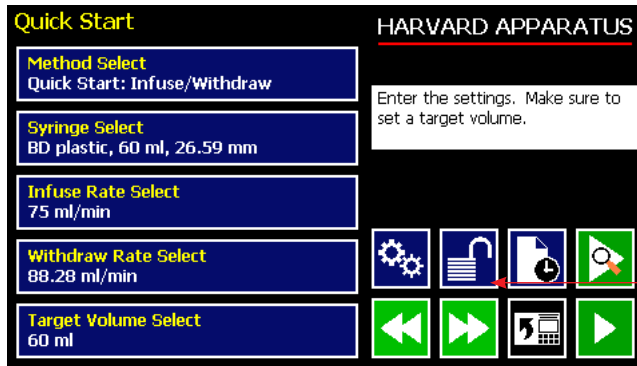 Quick Start
HARVARD APPARATUS
Method Select
Quick Start: Infuse/Withdraw
Enter the settings. Make sure to
set a target volume.
Syringe Select
BD plastic, 60 ml, 26.59 mm
Infuse Rate Select
75 ml/min
Withdraw Rate Select
88.28 ml/min
Target Volume Select
60 ml